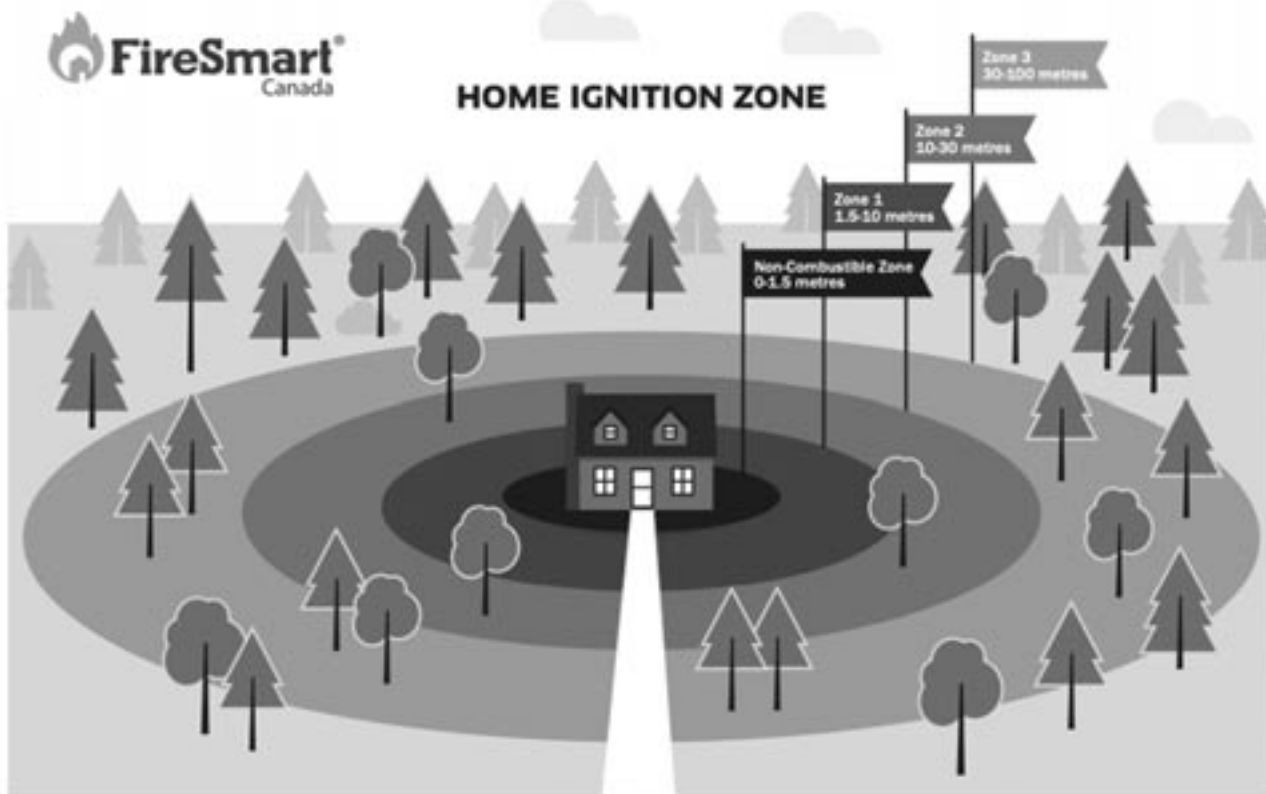 FireSmart®
Canada
HOME IGNITION ZONE
Zone 3
30-100 metres
Zone 2
10-30 metres
Zone 1
1.5-10 metres
Non-Combustible Zone
0-1.5 metres